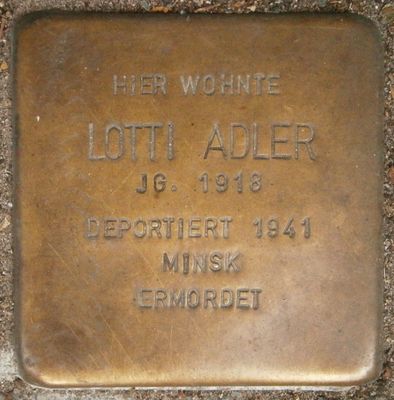 HIER WOHNTE
LOTTI ADLER
JG. 1918
DEPORTIERT 1941
MINSK
ERMORDET